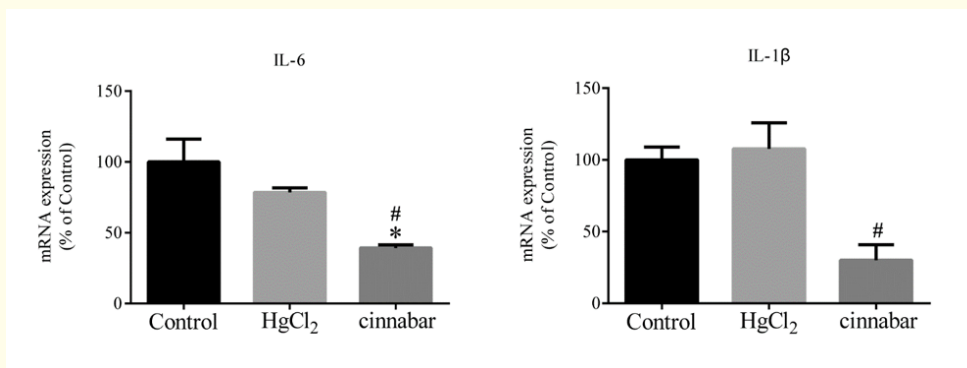 IL-6
mRNA expression
(% of Control)
150
100
50
0
#
*
Control HgCl₂ cinnabar
IL-1β
mRNA expression
(% of Control)
150
100
50
0
#
Control HgCl₂ cinnabar